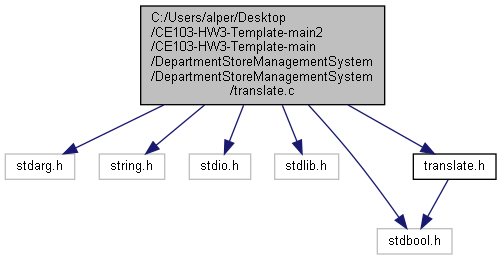 C:/Users/alper/Desktop
/CE103-HW3-Template-main2
/CE103-HW3-Template-main
/DepartmentStoreManagementSystem
/DepartmentStoreManagementSystem
/translate.c
stdarg.h
string.h
stdio.h
stdlib.h
translate.h
stdbool.h